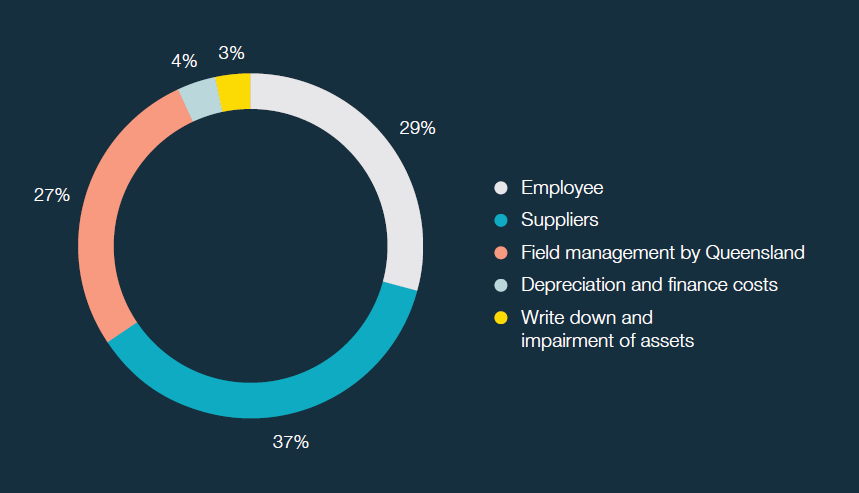 3%
4%
29%
27%
37%
Employee
Suppliers
Field management by Queensland
Depreciation and finance costs
Write down and
impairment of assets